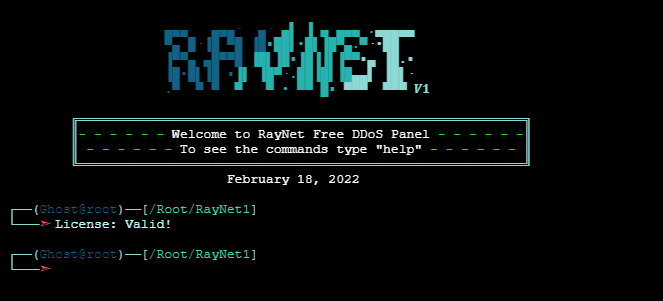 RAYNET
V1
- - - - - - Welcome to RayNet Free DDoS Panel - - - - - -
- - - - - - To see the commands type "help" - - - - - -
February 18, 2022
(Ghost@root)—[/Root/RayNet1]
➣ License: Valid!
(Ghost@root)—[/Root/RayNet1]
➣